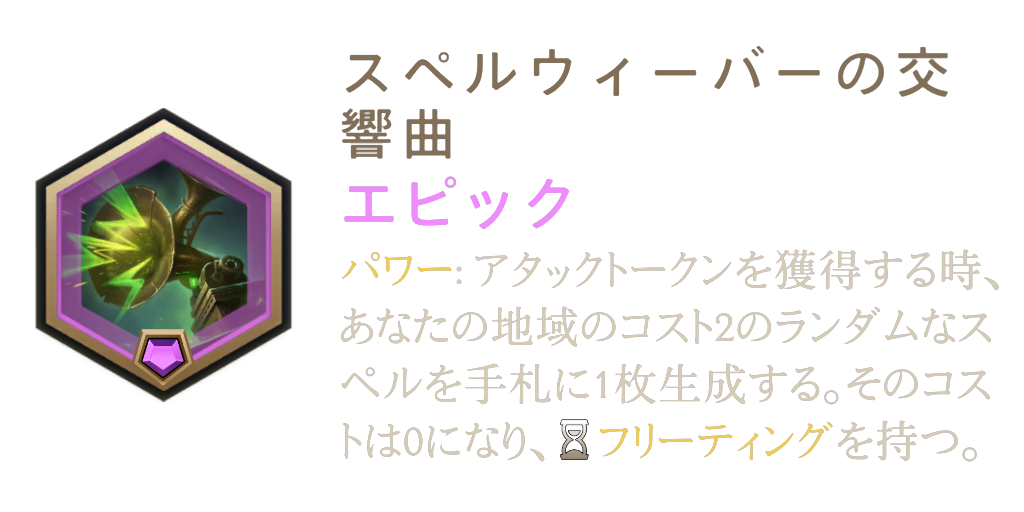 スペルウィーバーの交
響曲
エピック
パワー: アタックトークンを獲得する時、
あなたの地域のコスト2のランダムなス
ペルを手札に1枚生成する。そのコス
トは0になり、フリーティングを持つ。